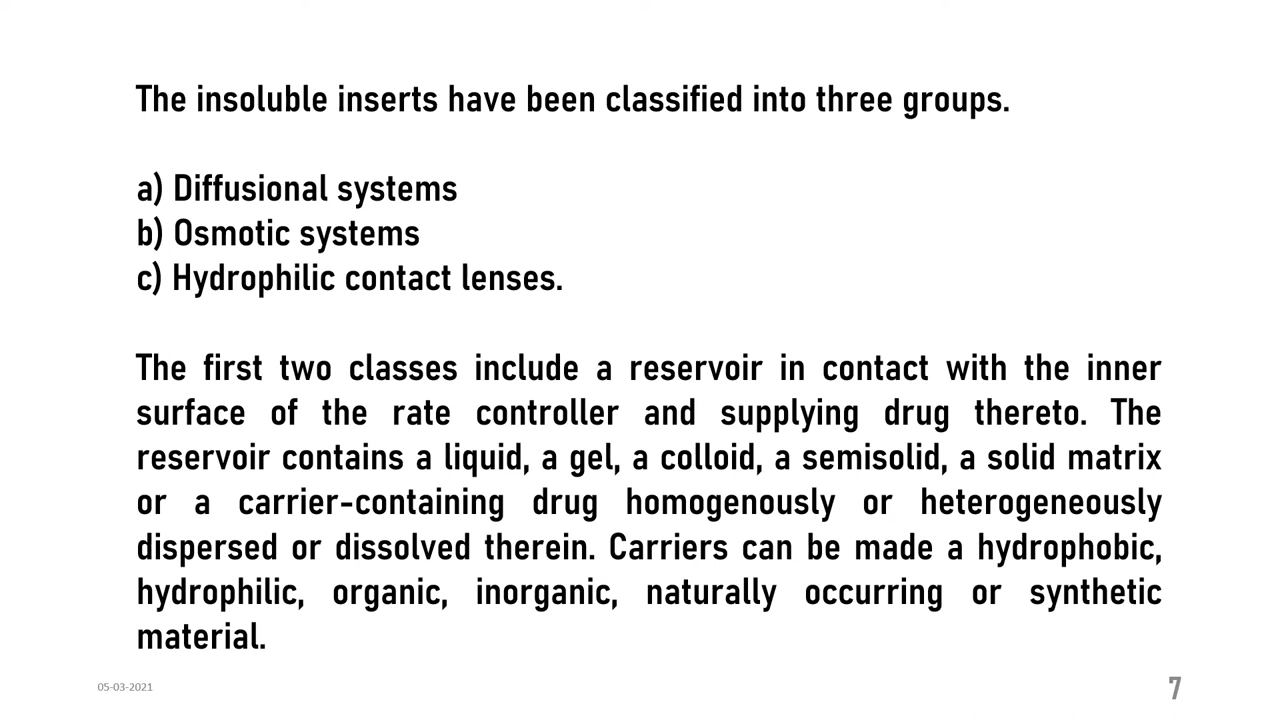 The insoluble inserts have been classified into three groups.
a) Diffusional systems
b) Osmotic systems
c) Hydrophilic contact lenses.
The first two classes include a reservoir in contact with the inner
surface of the rate controller and supplying drug thereto. The
reservoir contains a liquid, a gel, a colloid, a semisolid, a solid matrix
or a carrier-containing drug homogenously or heterogeneously
dispersed or dissolved therein. Carriers can be made a hydrophobic,
hydrophilic, organic, inorganic, naturally occurring or synthetic
material.
05-03-2021
7